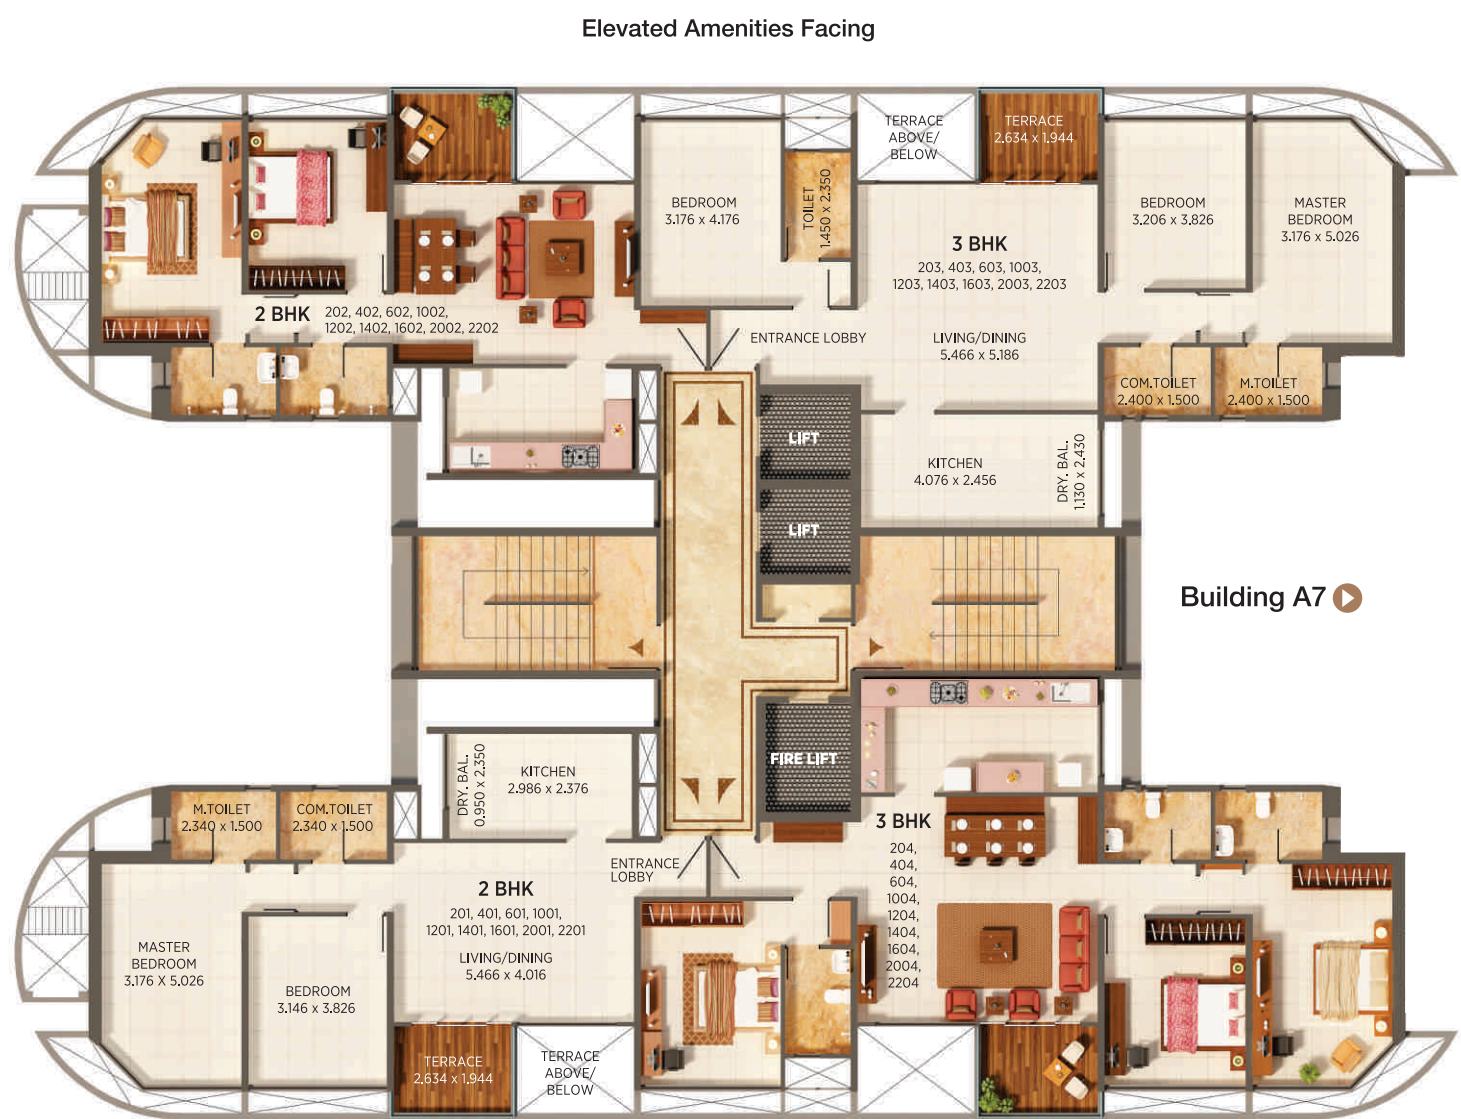 Elevated Amenities Facing
TERRACE
ABOVE/
BELOW
TERRACE
2.634 x 1.944
BEDROOM
3.176 x 4.176
TOILET
1.450 x 2.350
3 BHK
203, 403, 603, 1003,
1203, 1403, 1603, 2003, 2203
BEDROOM
3.206 x 3.826
MASTER
BEDROOM
3.176 x 5.026
2 BHK
202, 402, 602, 1002,
1202, 1402, 1602, 2002, 2202
ENTRANCE LOBBY
LIVING/DINING
5.466 x 5.186
COM.TOILET
2.400 x 1.500
M.TOILET
2.400 x 1.500
LIFT
KITCHEN
4.076 x 2.456
DRY. BAL.
1.130 x 2.430
LIFT
Building A7
FIRE LIFT
DRY. BAL.
0.950 x 2.350
KITCHEN
2.986 x 2.376
M.TOILET
2.340 x 1.500
COM.TOILET
2.340 x 1.500
ENTRANCE
LOBBY
3 BHK
204,
404,
604,
1004,
1204,
1404,
1604,
2004,
2204
2 BHK
201, 401, 601, 1001,
1201, 1401, 1601, 2001, 2201
LIVING/DINING
5.466 x 4.016
MASTER
BEDROOM
3.176 X 5.026
BEDROOM
3.146 x 3.826
TERRACE
2.634 x 1.944
TERRACE
ABOVE/
BELOW